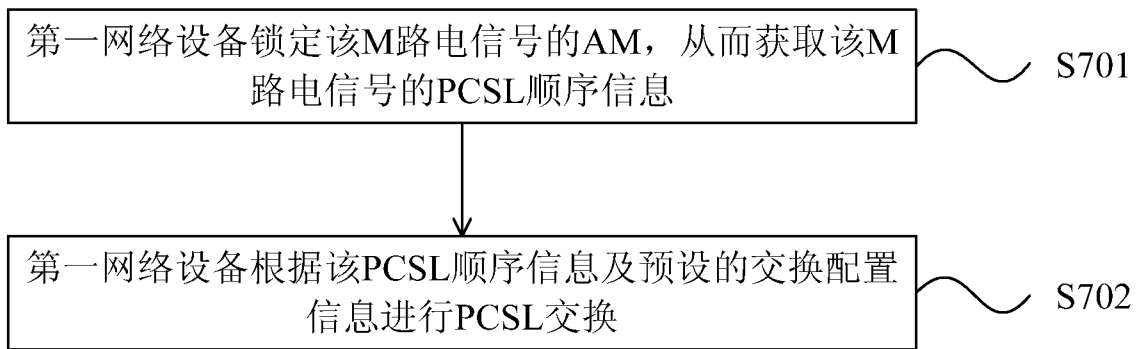 第一网络设备锁定该M路电信号的AM，从而获取该M
路电信号的PCSL顺序信息
S701
第一网络设备根据该PCSL顺序信息及预设的交换配置
信息进行PCSL交换
S702